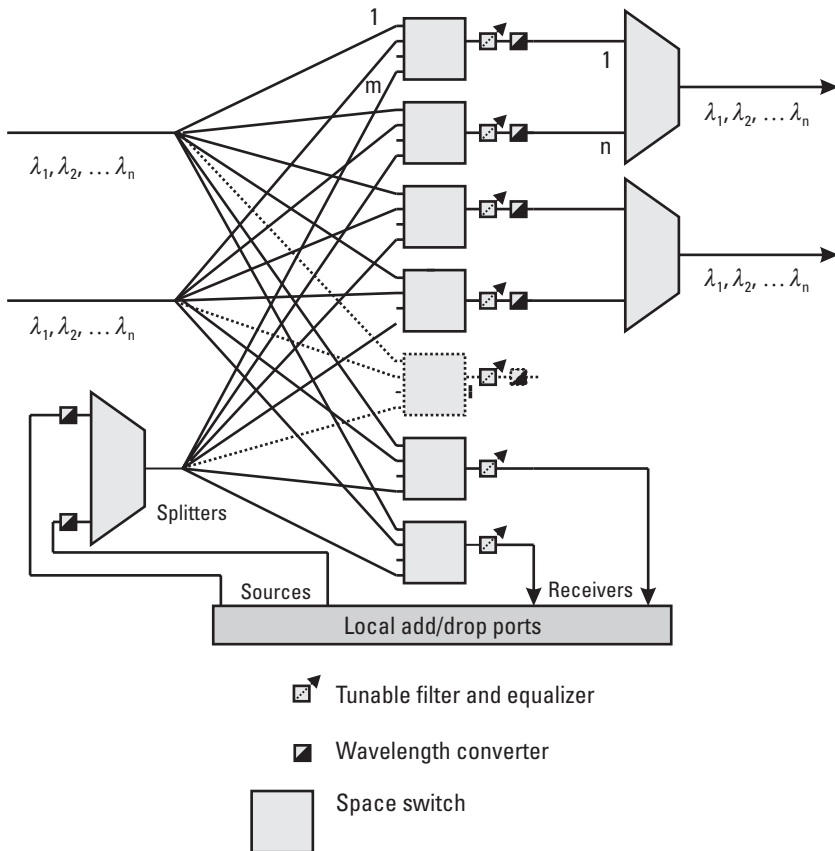 1
m
1
λ1, λ2, … λn
λ1, λ2, … λn
n
λ1, λ2, … λn
λ1, λ2, … λn
Splitters
Sources
Receivers
Local add/drop ports
Tunable filter and equalizer
Wavelength converter
Space switch